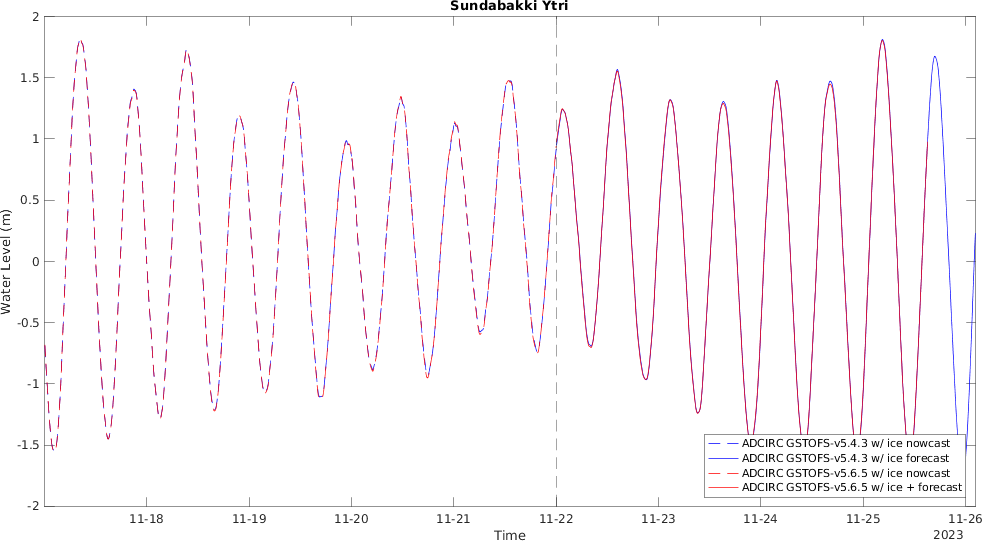 Sundabakki Ytri
2
1.5
1
0.5
0
-0.5
-1
-1.5
-2
Water Level (m)
ADCIRC GSTOFS-v5.4.3 w/ ice nowcast
ADCIRC GSTOFS-v5.4.3 w/ ice forecast
ADCIRC GSTOFS-v5.6.5 w/ ice nowcast
ADCIRC GSTOFS-v5.6.5 w/ ice + forecast
11-18 11-19 11-20 11-21 11-22 11-23 11-24 11-25 11-26
Time
2023